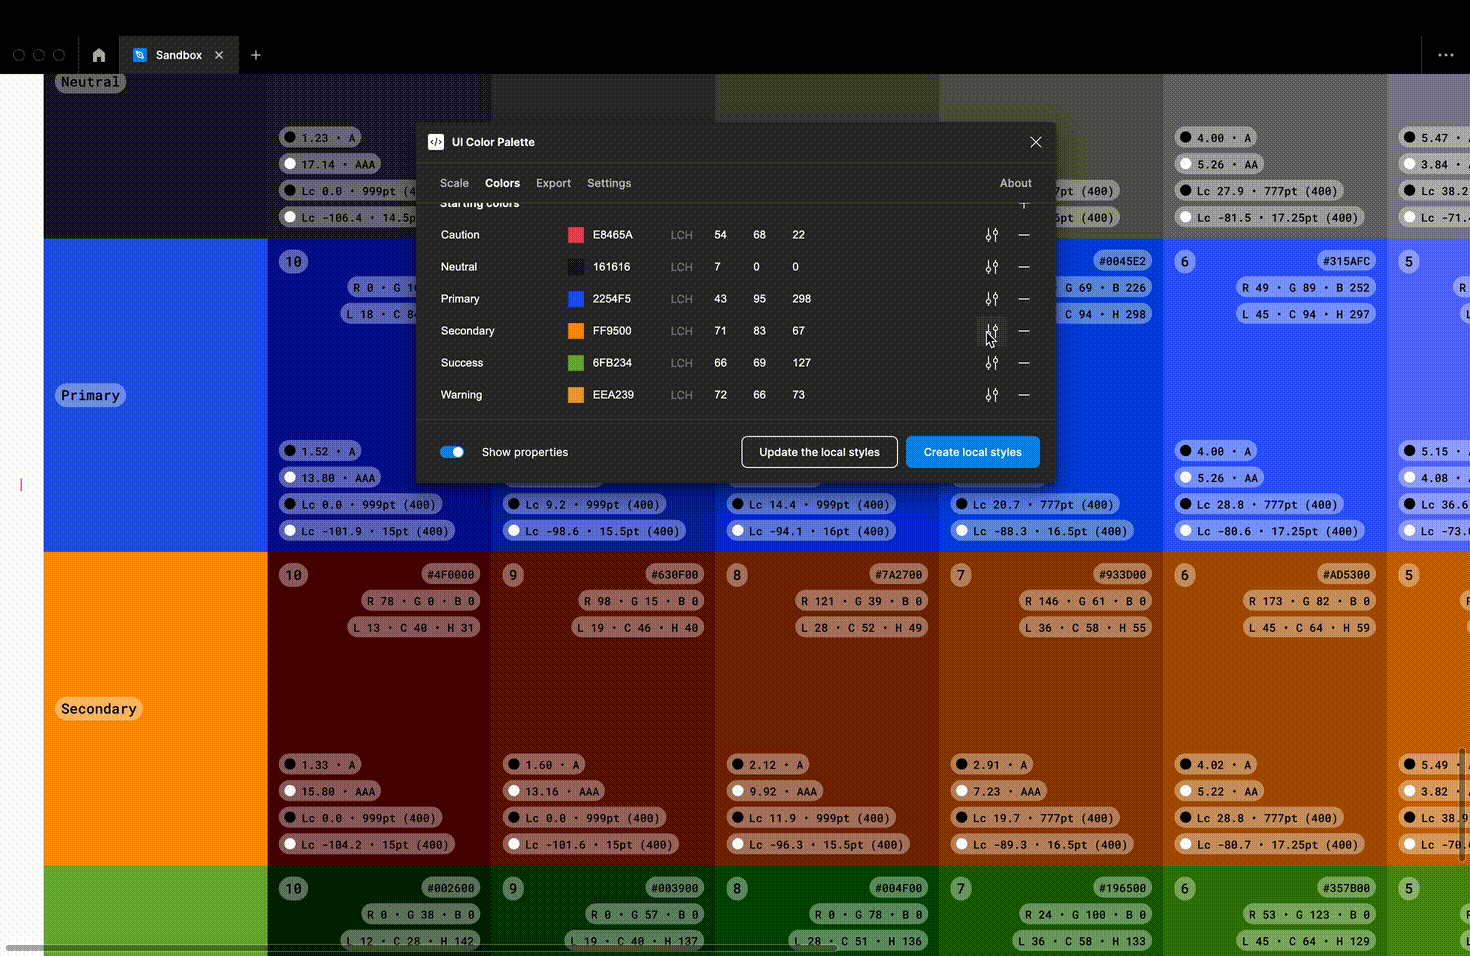 Sandbox
Neutral
1.23 · A
17.14 · AAA
Lc 0.0 · 999pt (4
Lc -106.4 · 14.5p
7pt (400)
5pt (400)
4.00 · A
5.26 · AA
Lc 27.9 · 777pt (400)
Lc -81.5 · 17.25pt (400)
5.47 ·
3.84 ·
Lc 38.2
Lc -71.
UI Color Palette
Scale Colors Export Settings About
Starting colors
Caution E8465A LCH 54 68 22
Neutral 161616 LCH 7 0 0
Primary 2254F5 LCH 43 95 298
Secondary FF9500 LCH 71 83 67
Success 6FB234 LCH 66 69 127
Warning EEA239 LCH 72 66 73
Show properties Update the local styles Create local styles
Primary
10
R 0 · G 1
L 18 · C 8
1.52 · A
13.80 · AAA
Lc 0.0 · 999pt (400)
Lc -101.9 · 15pt (400)
Lc 9.2 · 999pt (400)
Lc -98.6 · 15.5pt (400)
Lc 14.4 · 999pt (400)
Lc -94.1 · 16pt (400)
#0045E2
G 69 · B 226
C 94 · H 298
Lc 20.7 · 777pt (400)
Lc -88.3 · 16.5pt (400)
6 #315AFC
R 49 · G 89 · B 252
L 45 · C 94 · H 297
4.00 · A
5.26 · AA
Lc 28.8 · 777pt (400)
Lc -80.6 · 17.25pt (400)
5
R
L
5.15 ·
4.08 ·
Lc 36.6
Lc -73.
Secondary
10 #4F0000
R 78 · G 0 · B 0
L 13 · C 40 · H 31
1.33 · A
15.80 · AAA
Lc 0.0 · 999pt (400)
Lc -104.2 · 15pt (400)
9 #630F00
R 98 · G 15 · B 0
L 19 · C 46 · H 40
1.60 · A
13.16 · AAA
Lc 0.0 · 999pt (400)
Lc -101.6 · 15pt (400)
8 #7A2700
R 121 · G 39 · B 0
L 28 · C 52 · H 49
2.12 · A
9.92 · AAA
Lc 11.9 · 999pt (400)
Lc -96.3 · 15.5pt (400)
7 #933D00
R 146 · G 61 · B 0
L 36 · C 58 · H 55
2.91 · A
7.23 · AAA
Lc 19.7 · 777pt (400)
Lc -89.3 · 16.5pt (400)
6 #AD5300
R 173 · G 82 · B 0
L 45 · C 64 · H 59
4.02 · A
5.22 · AA
Lc 28.8 · 777pt (400)
Lc -80.7 · 17.25pt (400)
5
5.49 ·
3.82 ·
Lc 38.9
Lc -70.
10 #002600
R 0 · G 38 · B 0
L 12 · C 28 · H 142
9 #003900
R 0 · G 57 · B 0
L 19 · C 40 · H 137
8 #004F00
R 0 · G 78 · B 0
L 28 · C 51 · H 136
7 #196500
R 24 · G 100 · B 0
L 36 · C 58 · H 133
6 #357B00
R 53 · G 123 · B 0
L 45 · C 64 · H 129
5